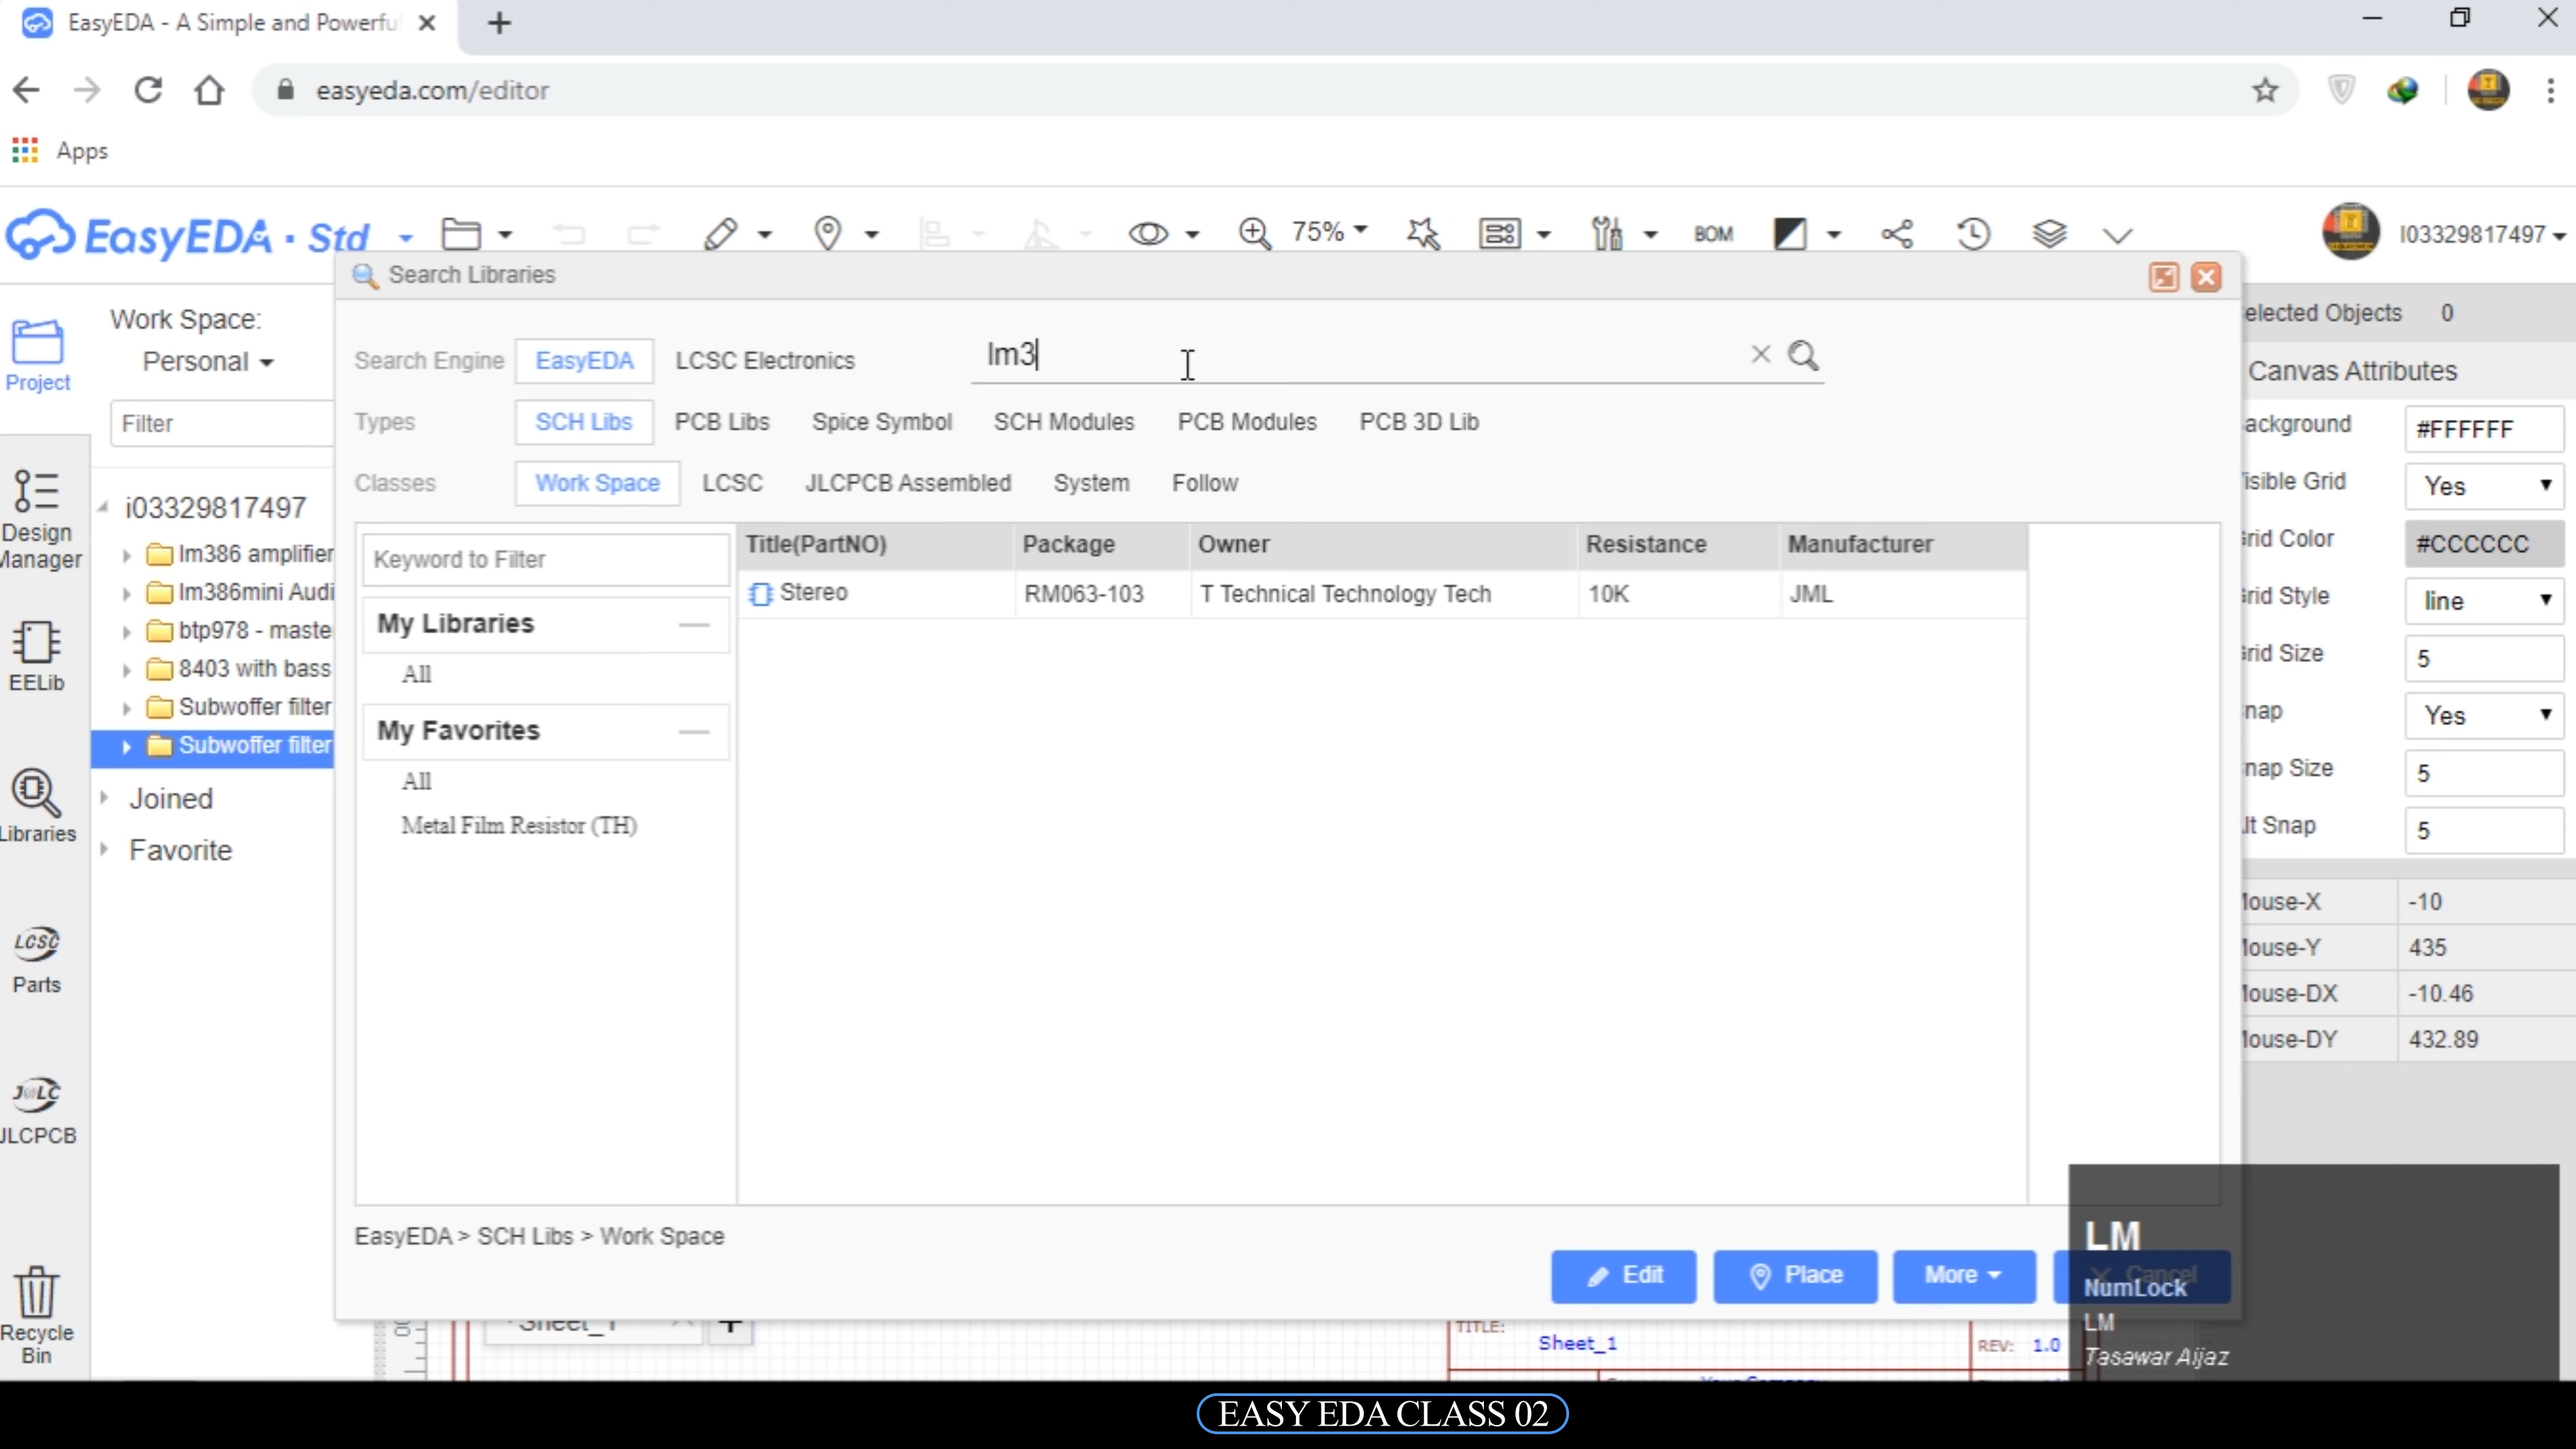 EasyEDA - A Simple and Powerfu
easyeda.com/editor
Apps
EasyEDA · Std
75%
BOM
I03329817497
Search Libraries
Work Space:
Personal
Filter
Project
Search Engine EasyEDA LCSC Electronics
lm3
Types SCH Libs PCB Libs Spice Symbol SCH Modules PCB Modules PCB 3D Lib
Classes Work Space LCSC JLCPCB Assembled System Follow
elected Objects 0
Canvas Attributes
ackground #FFFFFF
isible Grid Yes
rid Color #CCCCCC
rid Style line
rid Size 5
nap Yes
nap Size 5
lt Snap 5
Mouse-X -10
Mouse-Y 435
Mouse-DX -10.46
Mouse-DY 432.89
Design
Manager
EELib
Libraries
LCSC
Parts
JLCPCB
Recycle
Bin
i03329817497
lm386 amplifier
lm386mini Audi
btp978 - maste
8403 with bass
Subwoffer filter
Subwoffer filter
Joined
Favorite
Keyword to Filter
My Libraries
All
My Favorites
All
Metal Film Resistor (TH)
Title(PartNO) Package Owner Resistance Manufacturer
Stereo RM063-103 T Technical Technology Tech 10K JML
EasyEDA > SCH Libs > Work Space
Edit
Place
More
Cancel
LM
NumLock
LM
Tasawar Aijaz
Sheet_1
TITLE:
Sheet_1
REV: 1.0
EASY EDA CLASS 02